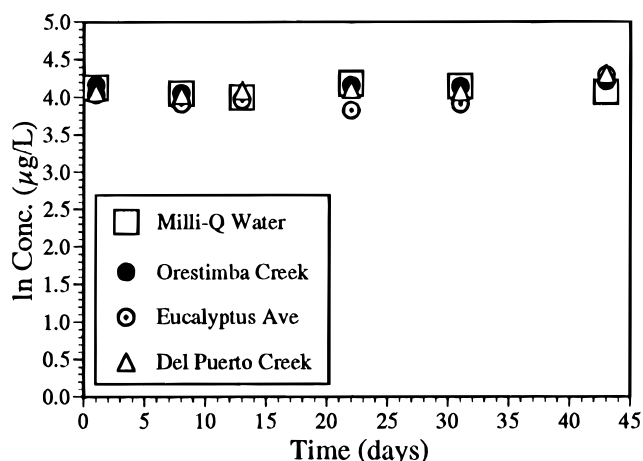 5.0
4.5
4.0
3.5
3.0
2.5
2.0
1.5
1.0
0.5
0.0
ln Conc. (µg/L)
Milli-Q Water
Orestimba Creek
Eucalyptus Ave
Del Puerto Creek
0 5 10 15 20 25 30 35 40 45
Time (days)